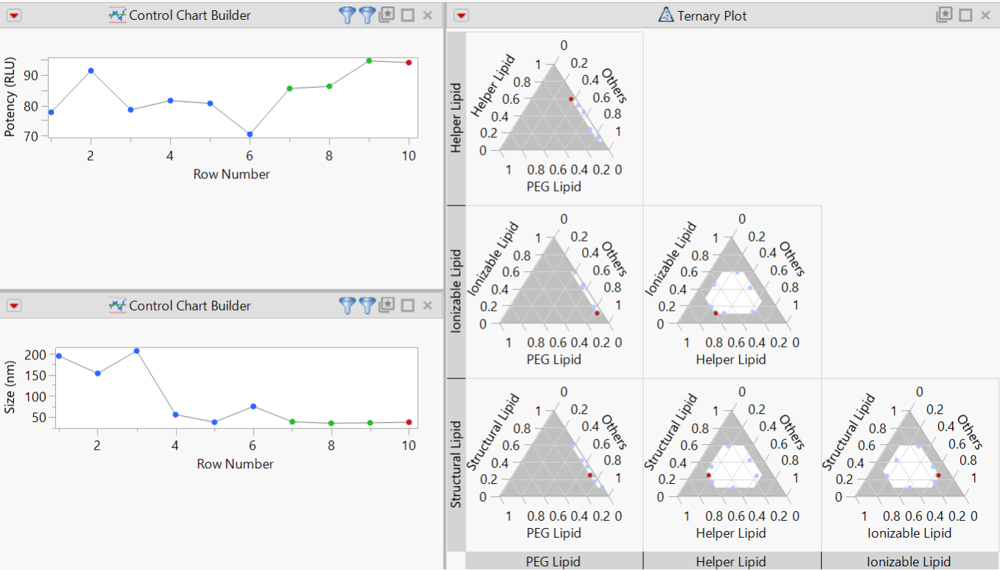 Control Chart Builder
Potency (RLU)
90
80
70
2 4 6 8 10
Row Number
Control Chart Builder
Size (nm)
200
150
100
50
2 4 6 8 10
Row Number
Ternary Plot
Helper Lipid
Helper Lipid
Others
0
0.2
0.4
0.6
0.8
1
1
0.8
0.6
0.4
0.2
0
1 0.8 0.6 0.4 0.2 0
PEG Lipid
Ionizable Lipid
Ionizable Lipid
Others
0
0.2
0.4
0.6
0.8
1
1
0.8
0.6
0.4
0.2
0
1 0.8 0.6 0.4 0.2 0
PEG Lipid
Ionizable Lipid
Others
0
0.2
0.4
0.6
0.8
1
1
0.8
0.6
0.4
0.2
0
1 0.8 0.6 0.4 0.2 0
Helper Lipid
Structural Lipid
Structural Lipid
Others
0
0.2
0.4
0.6
0.8
1
1
0.8
0.6
0.4
0.2
0
1 0.8 0.6 0.4 0.2 0
PEG Lipid
Structural Lipid
Others
0
0.2
0.4
0.6
0.8
1
1
0.8
0.6
0.4
0.2
0
1 0.8 0.6 0.4 0.2 0
Helper Lipid
Structural Lipid
Others
0
0.2
0.4
0.6
0.8
1
1
0.8
0.6
0.4
0.2
0
1 0.8 0.6 0.4 0.2 0
Ionizable Lipid
PEG Lipid
Helper Lipid
Ionizable Lipid